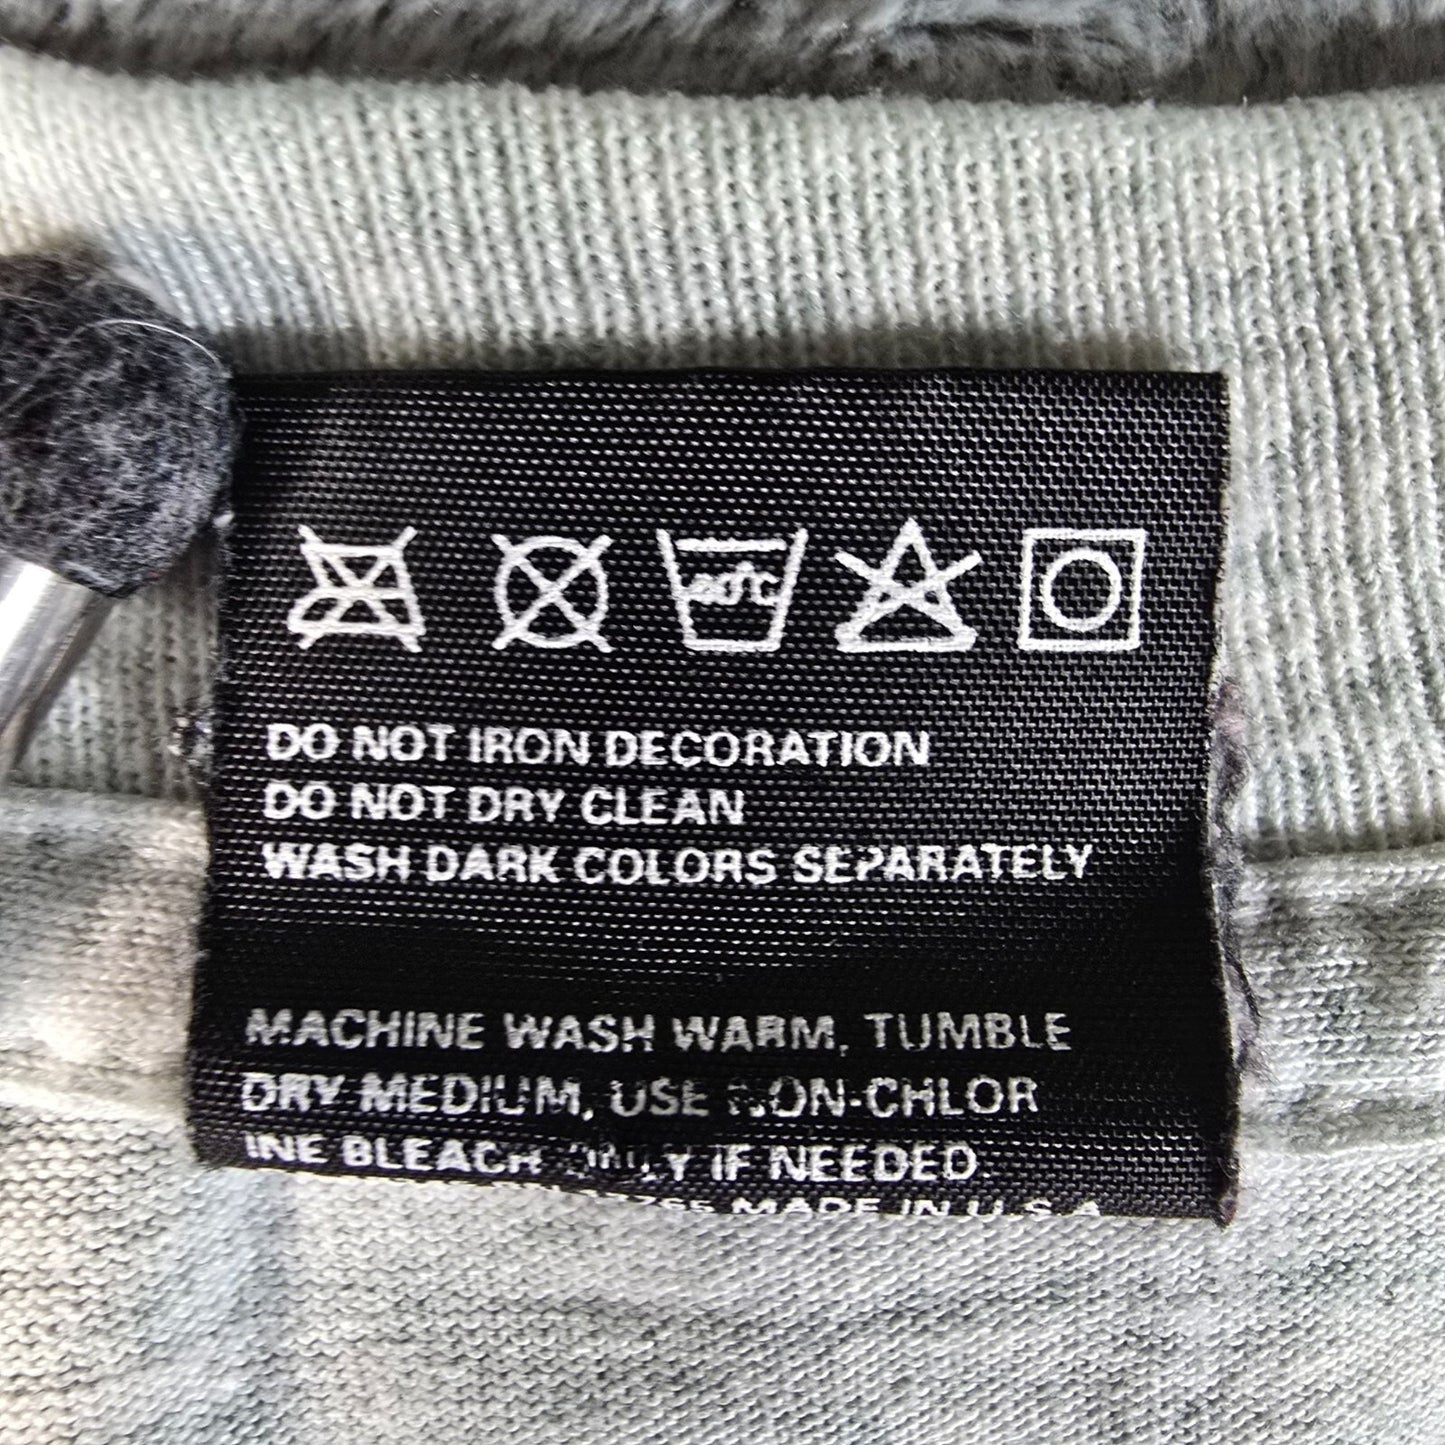 DO NOT IRON DECORATION
DO NOT DRY CLEAN
WASH DARK COLORS SEPARATELY
MACHINE WASH WARM, TUMBLE
DRY MEDIUM, USE NON-CHLOR
INE BLEACH ONLY IF NEEDED.
MADE IN U.S.A